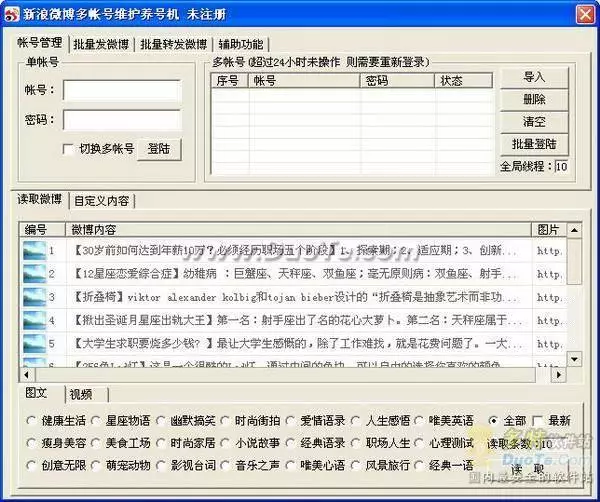 新浪微博多帐号维护养号机 未注册
帐号管理 批量发微博 批量转发微博 辅助功能
单帐号 多帐号(超过24小时未操作 则需要重新登录)
帐号： 序号 帐号 密码 状态 导入
密码： 删除
清空
切换多帐号 登陆 批量登陆
全局线程：10
读取微博 自定义内容
编号 微博内容 图片
1 【30岁前如何达到年薪10万？必须经历职场五个阶段】1、探索期；2、适应期；3、创新... http.
2 【12星座恋爱综合症】幼稚病 ：巨蟹座、天秤座、双鱼座；毫无原则病：双鱼座、射手... http.
3 【折叠椅】viktor alexander kolbig和tojan bieber设计的“折叠椅是抽象艺术而非功... http.
4 【揪出圣诞月星座出轨大王】第一名：射手座出了名的花心大萝卜。第二名：天秤座属于... http.
5 【大学生求职要烧多少钱？】最让大学生感慨的，除了工作难找，就是花费问题了。一天... http.
图文 视频
健康生活 星座物语 幽默搞笑 时尚街拍 爱情语录 人生感悟 唯美英语 全部 最新
瘦身美容 美食工场 时尚家居 小说故事 经典语录 职场人生 心理测试 读取条数：10
创意无限 萌宠动物 影视台词 音乐之声 唯美心语 风景旅行 经典一语 读 取
www.DuoTe.com
多特软件站
DuoTe.com
国内最安全的软件站